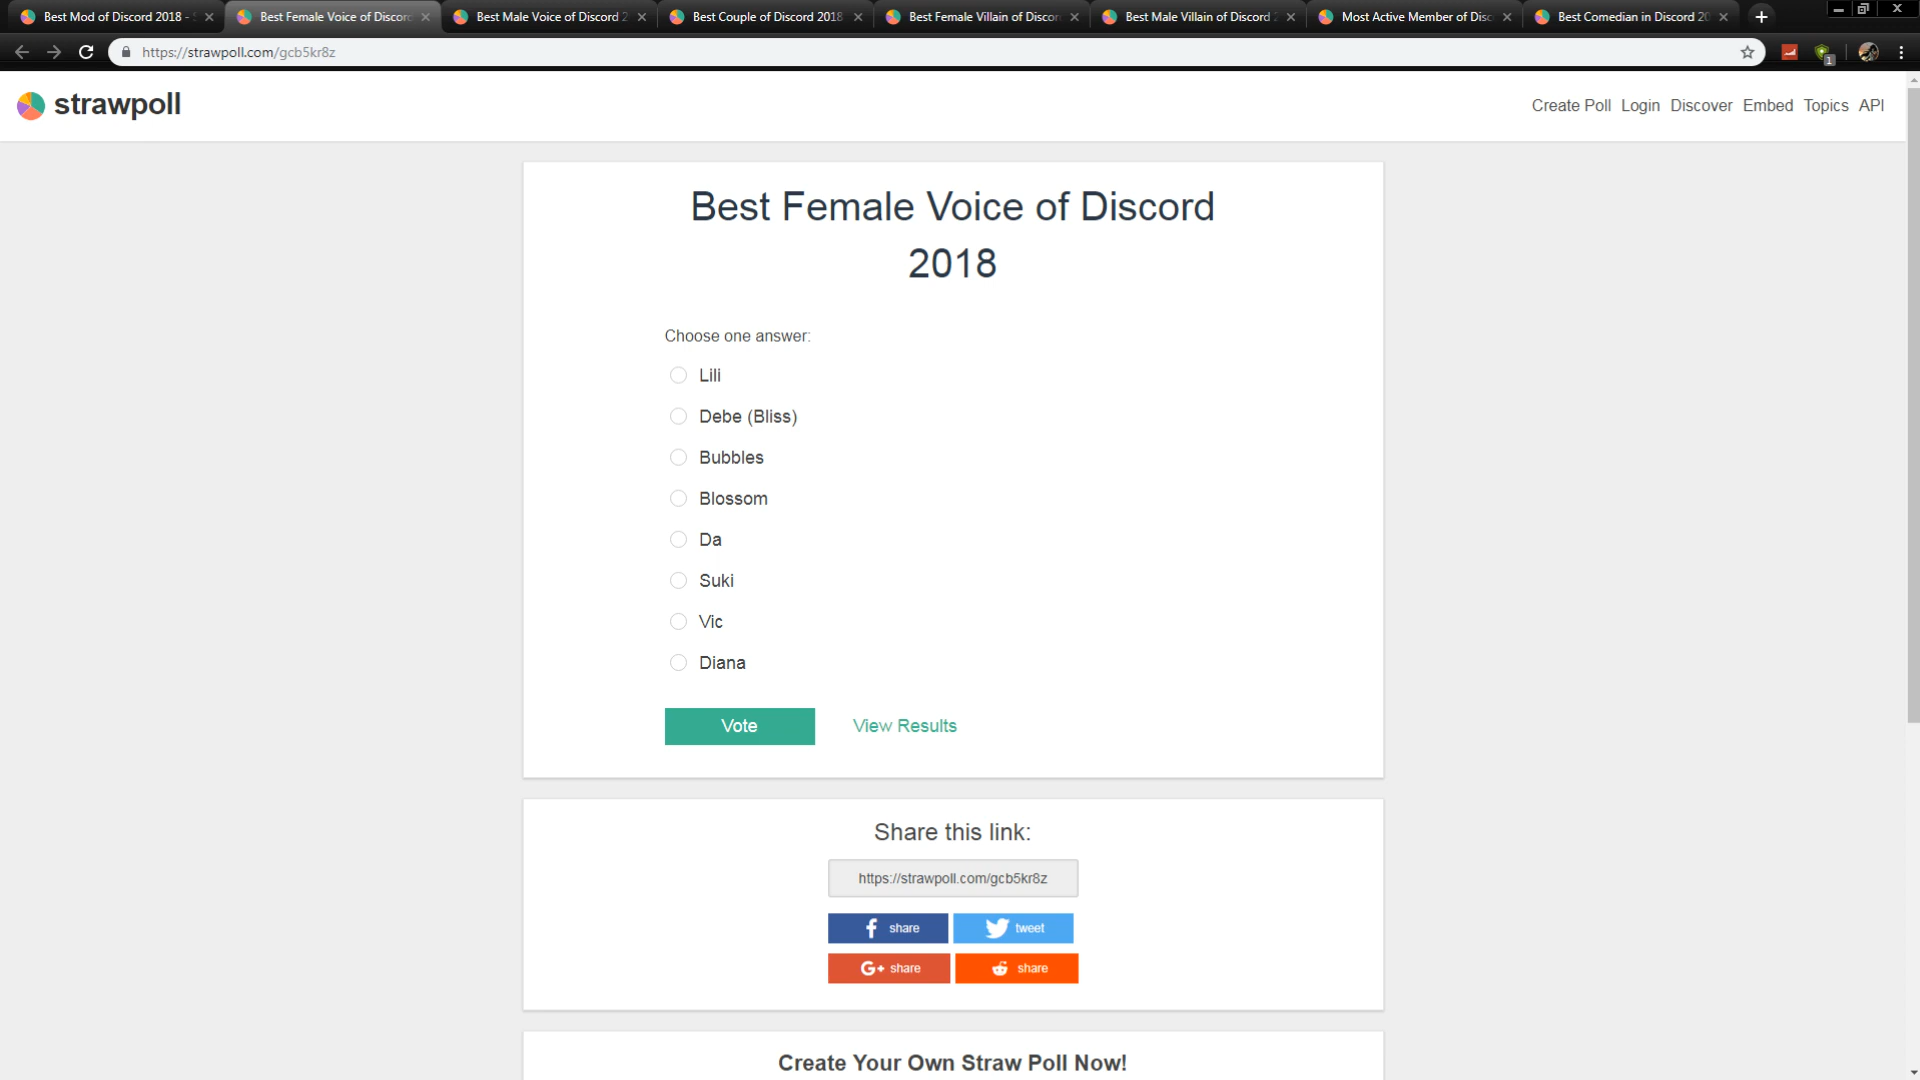 Best Mod of Discord 2018 -
Best Female Voice of Discord
Best Male Voice of Discord 2
Best Couple of Discord 2018
Best Female Villain of Discor
Best Male Villain of Discord
Most Active Member of Disc
Best Comedian in Discord 20
https://strawpoll.com/gcb5kr8z
1
strawpoll
Create Poll Login Discover Embed Topics API
Best Female Voice of Discord
2018
Choose one answer:
Lili
Debe (Bliss)
Bubbles
Blossom
Da
Suki
Vic
Diana
Vote View Results
Share this link:
https://strawpoll.com/gcb5kr8z
f share tweet
G+ share share
Create Your Own Straw Poll Now!